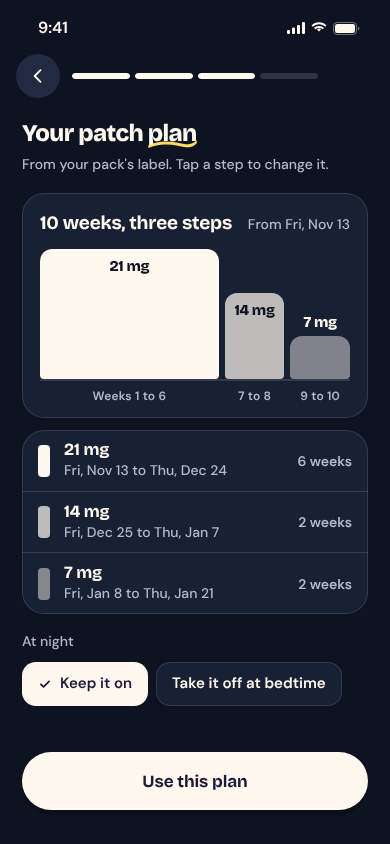 9:41
Your patch plan
From your pack's label. Tap a step to change it.
10 weeks, three steps
From Fri, Nov 13
21 mg
14 mg
7 mg
Weeks 1 to 6
7 to 8
9 to 10
21 mg
Fri, Nov 13 to Thu, Dec 24
6 weeks
14 mg
Fri, Dec 25 to Thu, Jan 7
2 weeks
7 mg
Fri, Jan 8 to Thu, Jan 21
2 weeks
At night
Keep it on
Take it off at bedtime
Use this plan